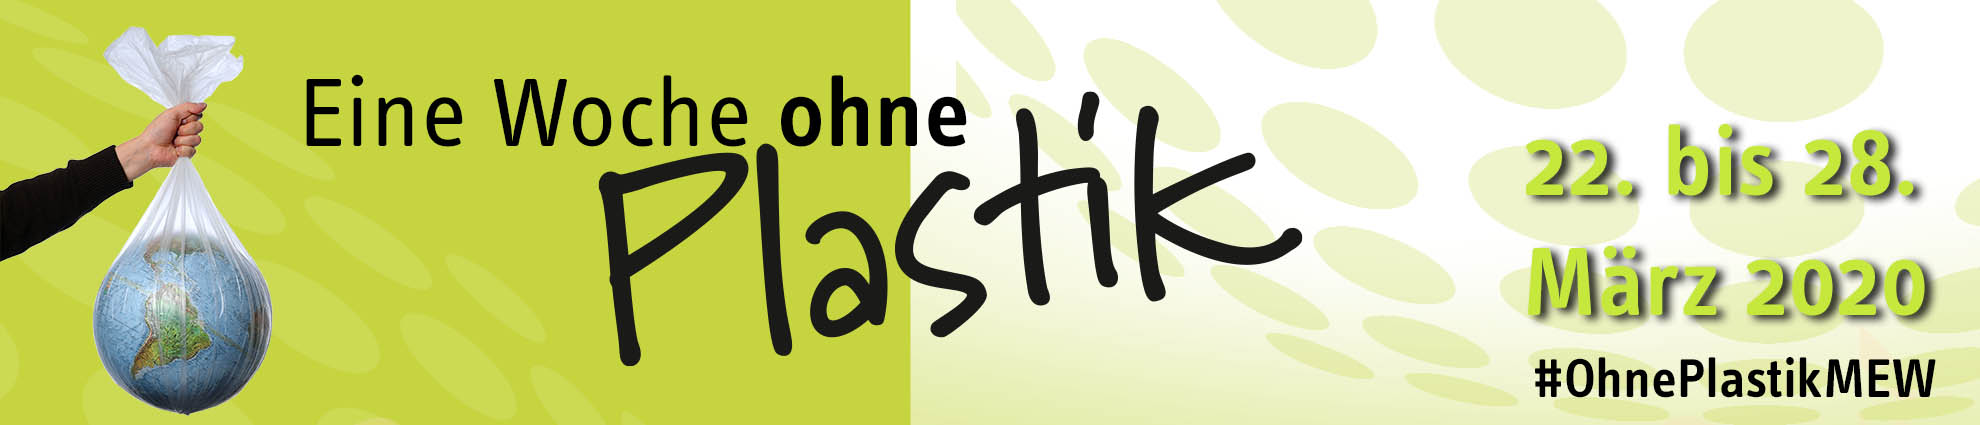 Eine Woche ohne
Plastik
22. bis 28.
März 2020
#OhnePlastikMEW